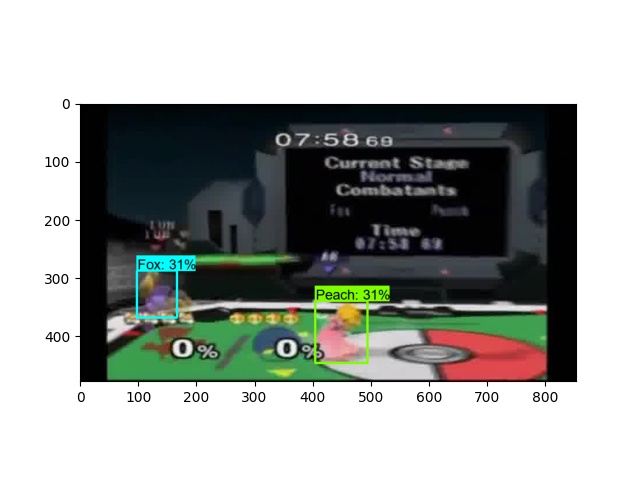 0
100
200
300
400
0 100 200 300 400 500 600 700 800
07:58 69
Current Stage
Normal
Combatants
Fox Peach
Time
07:58 69
Fox: 31%
Peach: 31%
0%
0%